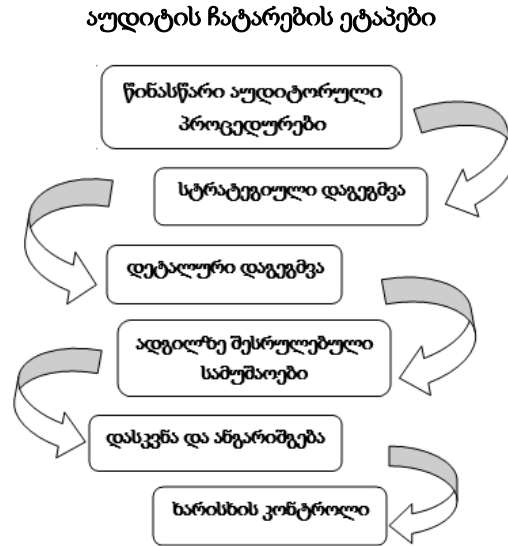 აუდიტის ჩატარების ეტაპები
წინასწარი აუდიტორული
პროცედურები
სტრატეგიული დაგეგმვა
დეტალური დაგეგმვა
ადგილზე შესრულებული
სამუშაოები
დასკვნა და ანგარიშგება
ხარისხის კონტროლი